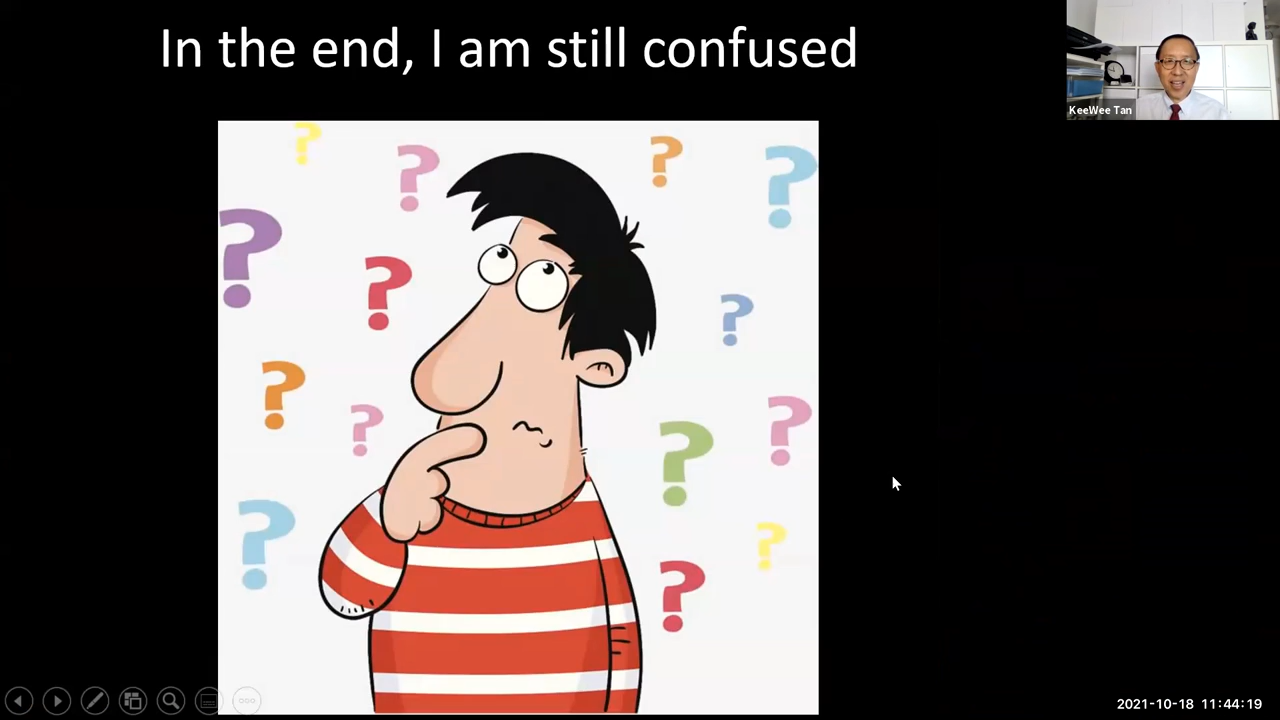 In the end, I am still confused
KeeWee Tan
? ? ? ? ? ? ? ? ? ? ? ? ? ?
2021-10-18 11:44:19